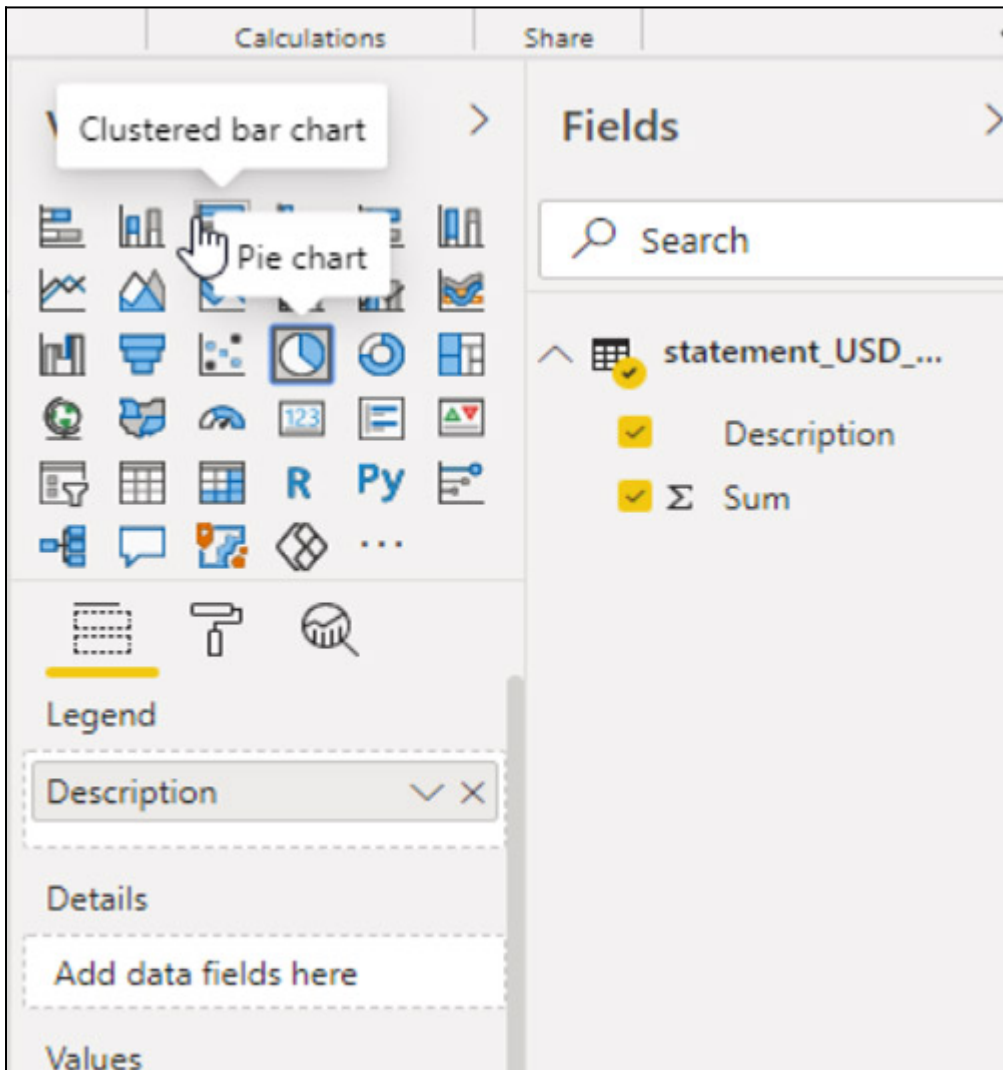 Calculations
Share
Clustered bar chart
Fields
Pie chart
Search
123
R
Py
statement_USD_...
Description
Σ Sum
Legend
Description
Details
Add data fields here
Values